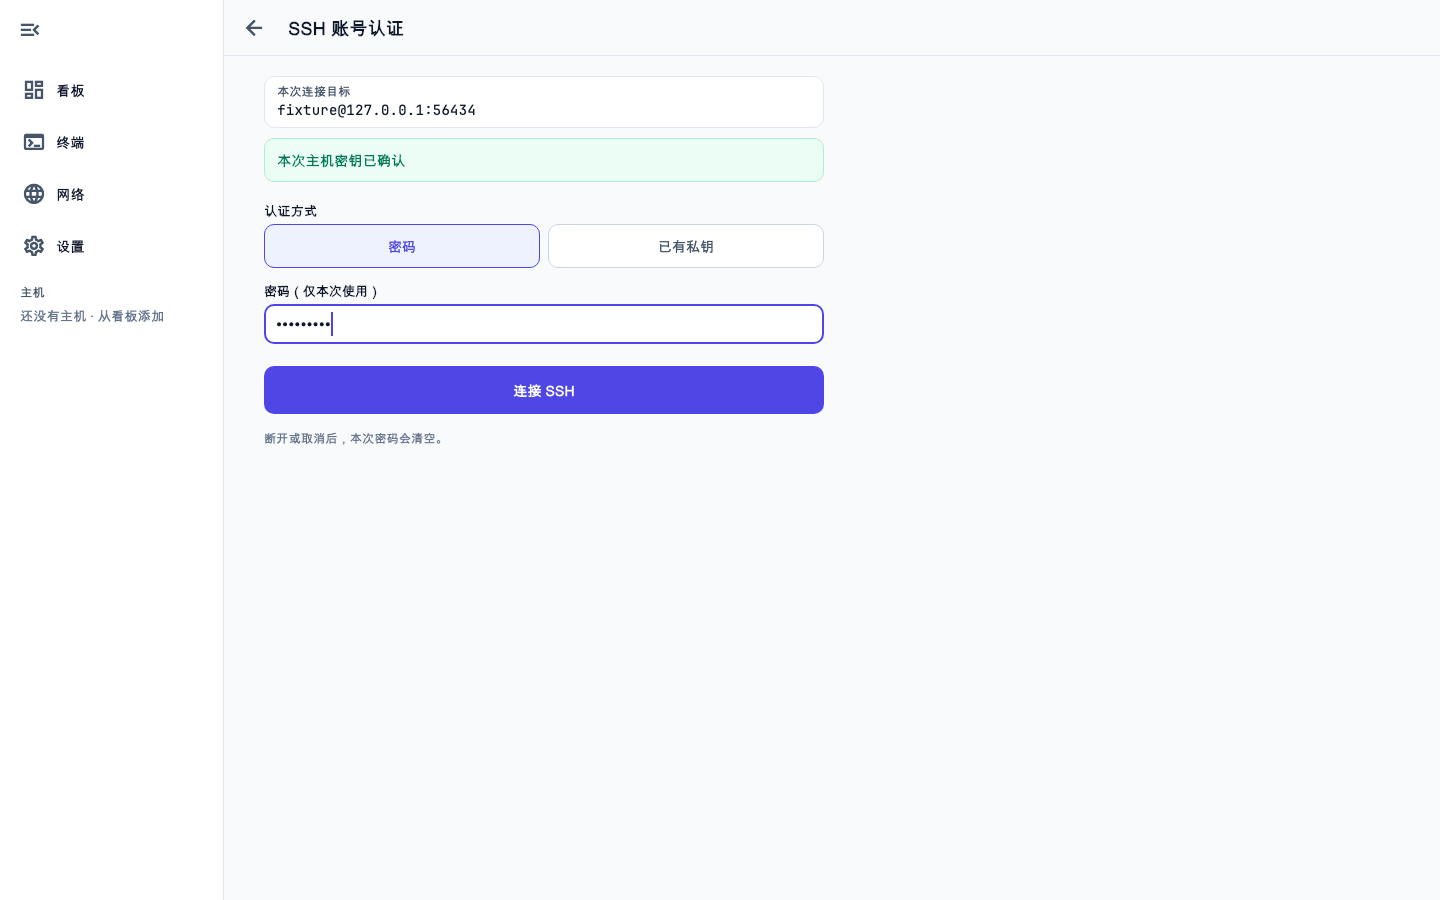 SSH 账号认证
看板
终端
网络
设置
主机
还没有主机 · 从看板添加
本次连接目标
fixture@127.0.0.1:56434
本次主机密钥已确认
认证方式
密码
已有私钥
密码（仅本次使用）
•••••••••
连接 SSH
断开或取消后，本次密码会清空。